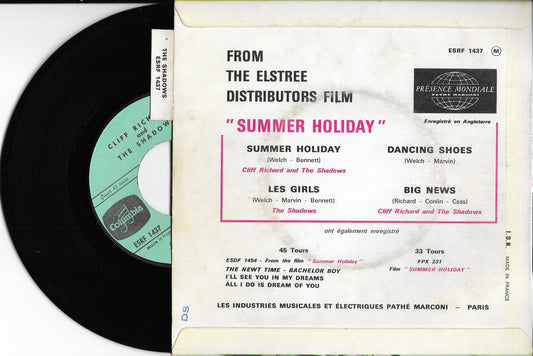 THE SHADOWS
ESRF 1437
CLIFF RICH
and
THE SHADOW
Columbia
ESRF 1437
ESRF 1437 M
FROM
THE ELSTREE
DISTRIBUTORS FILM
PRÉSENCE MONDIALE
PATHÉ MARCONI
Enregistré en Angleterre
"SUMMER HOLIDAY"
SUMMER HOLIDAY
(Welch - Bennett)
Cliff Richard and The Shadows
DANCING SHOES
(Welch - Marvin)
LES GIRLS
(Welch - Marvin - Bennett)
The Shadows
BIG NEWS
(Richard - Conlin - Cass)
Cliff Richard and The Shadows
ont également enregistré
45 Tours
ESDF 1454 - From the film "Summer Holiday"
THE NEWT TIME - BACHELOR BOY
I'LL SEE YOU IN MY DREAMS
ALL I DO IS DREAM OF YOU
33 Tours
FPX 231
Film "SUMMER HOLIDAY"
I.D.N. MADE IN FRANCE
LES INDUSTRIES MUSICALES ET ÉLECTRIQUES PATHÉ MARCONI - PARIS
DS